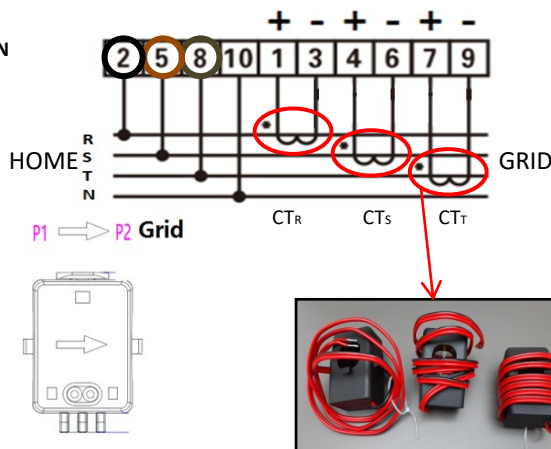 + - + - + -
N
2 5 8 10 1 3 4 6 7 9
R
HOME S GRID
T
N
CTR CTS CTT
P1 P2 Grid